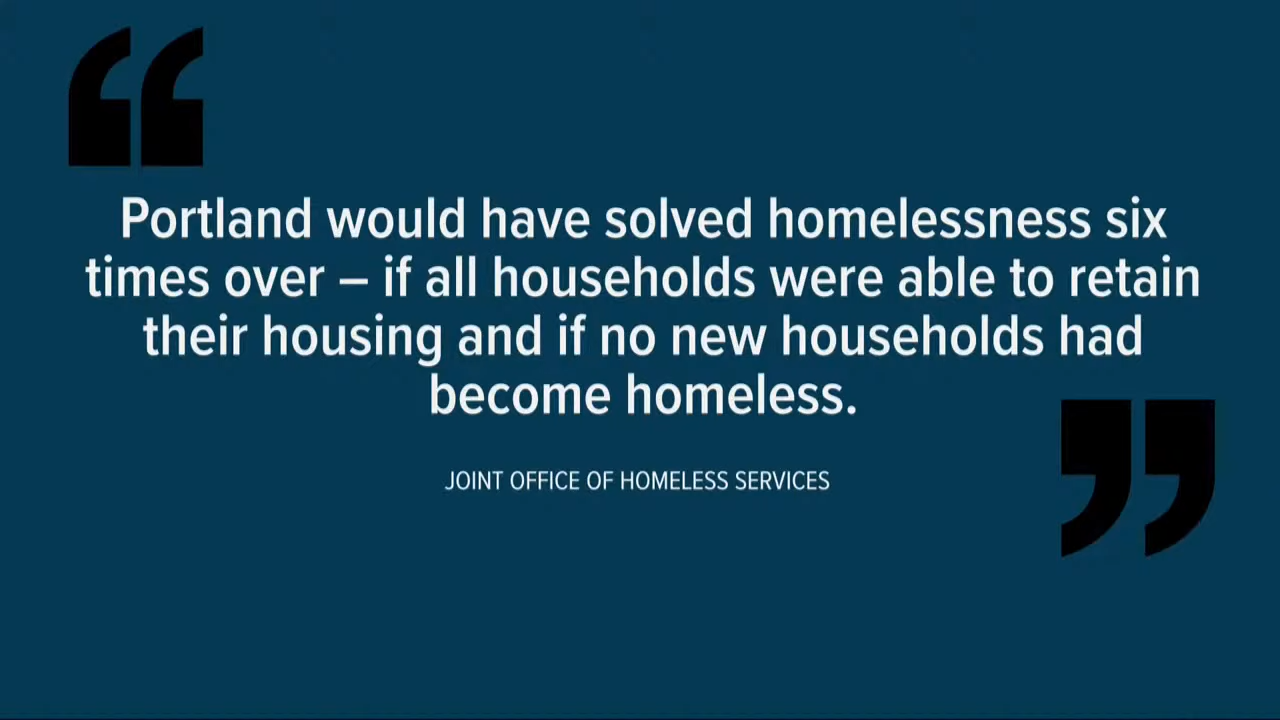 “
Portland would have solved homelessness six
times over – if all households were able to retain
their housing and if no new households had
become homeless.
”
JOINT OFFICE OF HOMELESS SERVICES